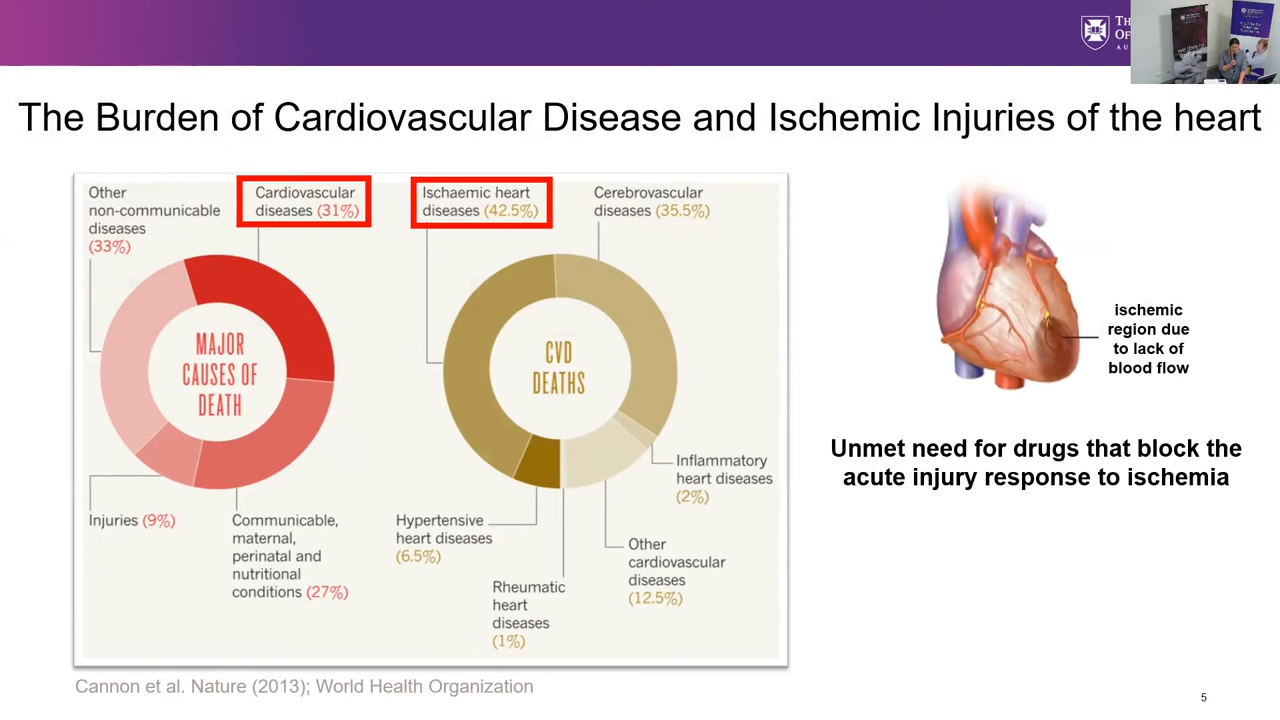 The Burden of Cardiovascular Disease and Ischemic Injuries of the heart
Other
non-communicable
diseases
(33%)
Cardiovascular
diseases (31%)
Ischaemic heart
diseases (42.5%)
Cerebrovascular
diseases (35.5%)
MAJOR
CAUSES OF
DEATH
CVD
DEATHS
Injuries (9%)
Communicable,
maternal,
perinatal and
nutritional
conditions (27%)
Hypertensive
heart diseases
(6.5%)
Rheumatic
heart
diseases
(1%)
Other
cardiovascular
diseases
(12.5%)
Inflammatory
heart diseases
(2%)
ischemic
region due
to lack of
blood flow
Unmet need for drugs that block the
acute injury response to ischemia
Cannon et al. Nature (2013); World Health Organization
5